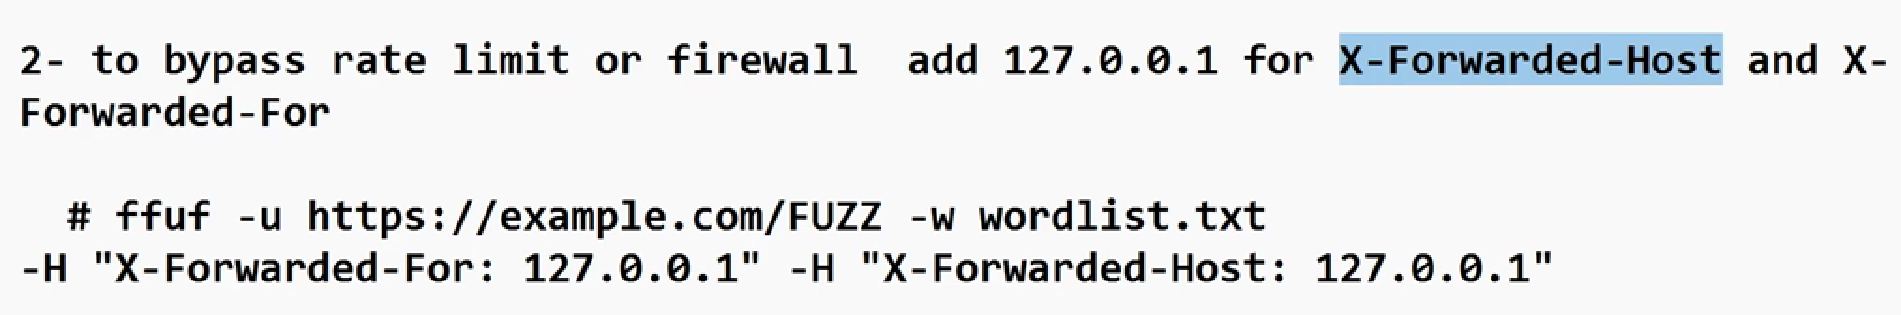 2- to bypass rate limit or firewall  add 127.0.0.1 for X-Forwarded-Host and X-
Forwarded-For
# ffuf -u https://example.com/FUZZ -w wordlist.txt
-H "X-Forwarded-For: 127.0.0.1" -H "X-Forwarded-Host: 127.0.0.1"